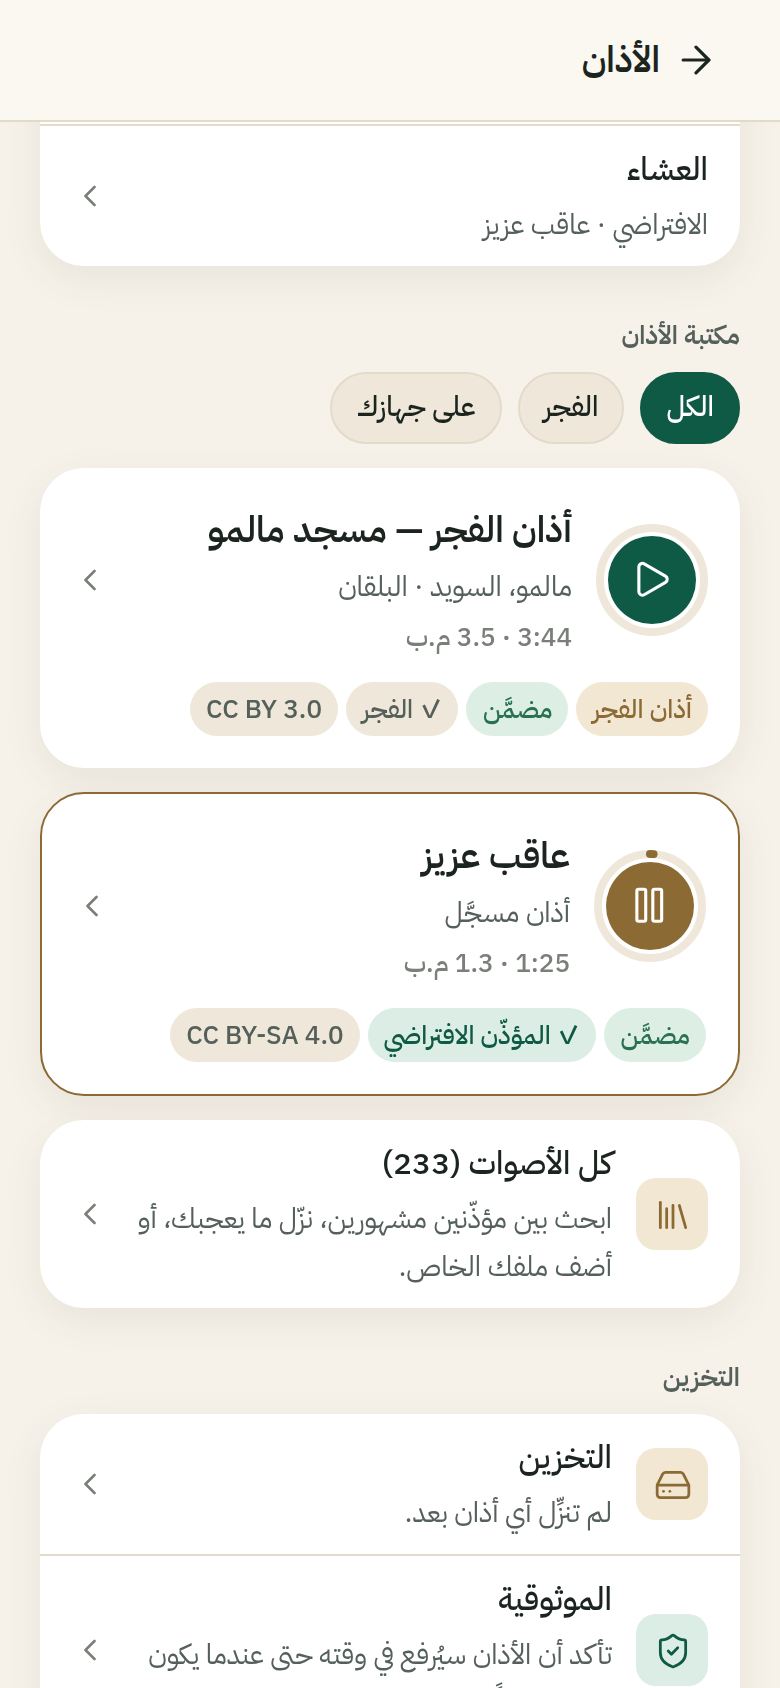 الأذان
العشاء
الافتراضي · عاقب عزيز
مكتبة الأذان
الكل
الفجر
على جهازك
أذان الفجر — مسجد مالمو
مالمو، السويد · البلقان
3:44 · 3.5 م.ب
أذان الفجر
مضمَّن
✓ الفجر
CC BY 3.0
عاقب عزيز
أذان مسجَّل
1:25 · 1.3 م.ب
مضمَّن
✓ المؤذّن الافتراضي
CC BY-SA 4.0
كل الأصوات (233)
ابحث بين مؤذّنين مشهورين، نزّل ما يعجبك، أو
أضف ملفك الخاص.
التخزين
التخزين
لم تنزِّل أي أذان بعد.
الموثوقية
تأكد أن الأذان سيُرفع في وقته حتى عندما يكون